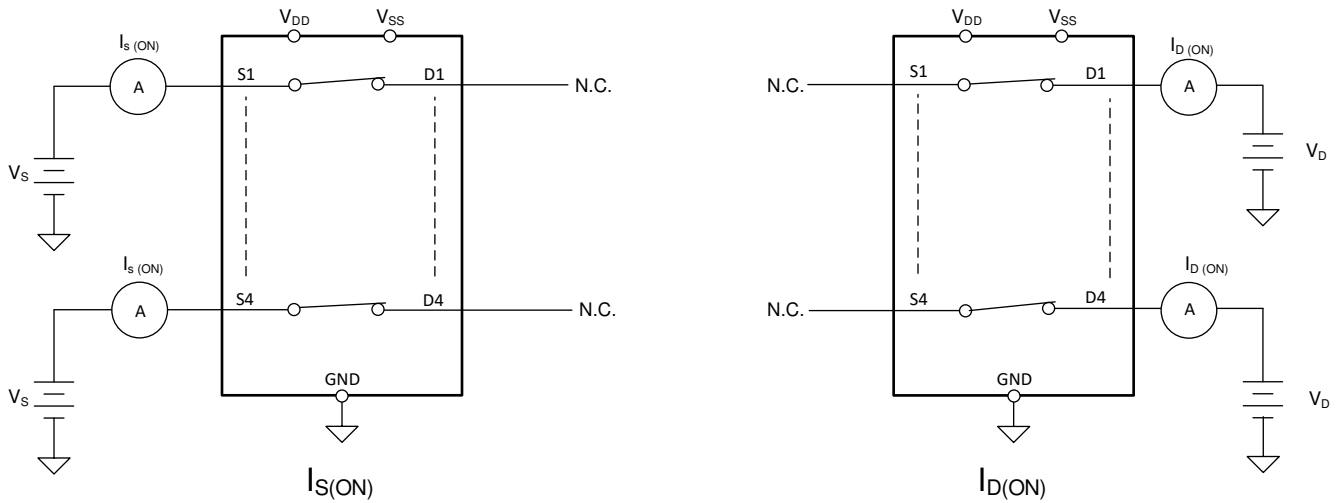 VDD
VSS
Is (ON)
A
S1
D1
N.C.
VS
Is (ON)
A
S4
D4
N.C.
VS
GND
IS(ON)
VDD
VSS
ID (ON)
N.C.
S1
D1
A
VD
ID (ON)
N.C.
S4
D4
A
VD
GND
ID(ON)